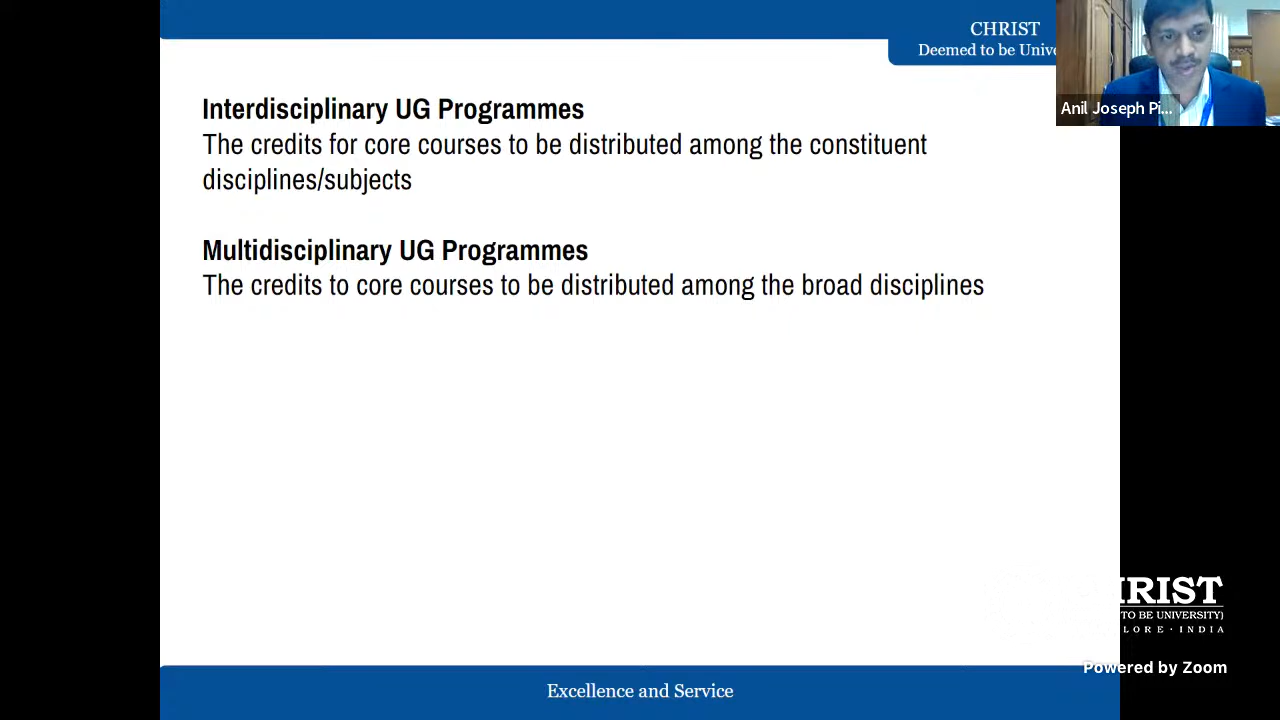 CHRIST
Deemed to be Unive
Anil Joseph Pi...
Interdisciplinary UG Programmes
The credits for core courses to be distributed among the constituent
disciplines/subjects
Multidisciplinary UG Programmes
The credits to core courses to be distributed among the broad disciplines
HRIST
TO BE UNIVERSITY)
LORE · INDIA
Powered by Zoom
Excellence and Service